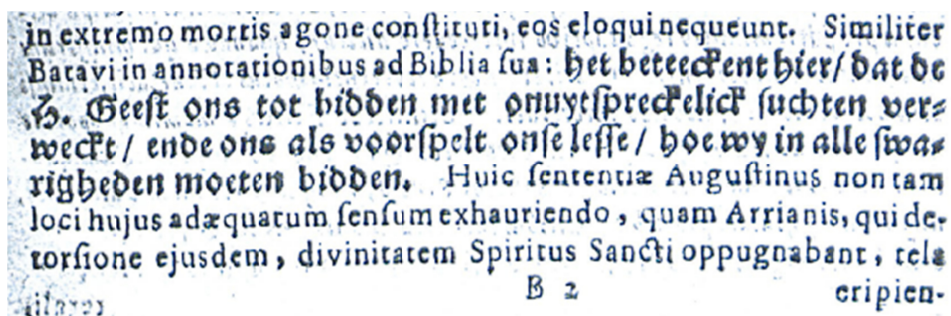 in extremo mortis agone conſtituti, eos eloqui nequeunt. Similiter
Batavi in annotationibus ad Biblia ſua: het beteeckent hier/ dat de
H. Geeſt ons tot bidden met onuytſpreckelick ſuchten ver-
weckt/ ende ons als voorſpelt onſe leſſe/ hoe wy in alle ſwa-
righeden moeten bidden. Huic ſententiæ Auguſtinus non tam
loci hujus adæquatum ſenſum exhauriendo, quam Arrianis, qui de-
torſione ejusdem, divinitatem Spiritus Sancti oppugnabant, tela
B 2 eripien-